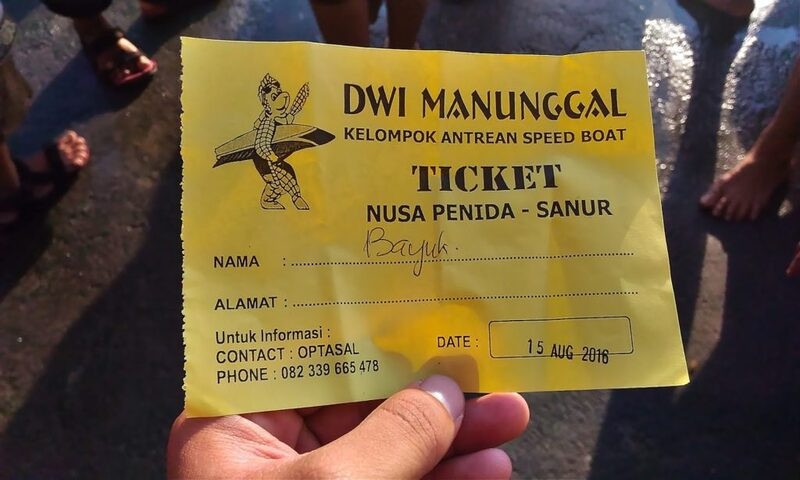 DWI MANUNGGAL
KELOMPOK ANTREAN SPEED BOAT
TICKET
NUSA PENIDA - SANUR
NAMA : Bayuk.
ALAMAT :
Untuk Informasi :
CONTACT : OPTASAL
PHONE : 082 339 665 478
DATE : 15 AUG 2016